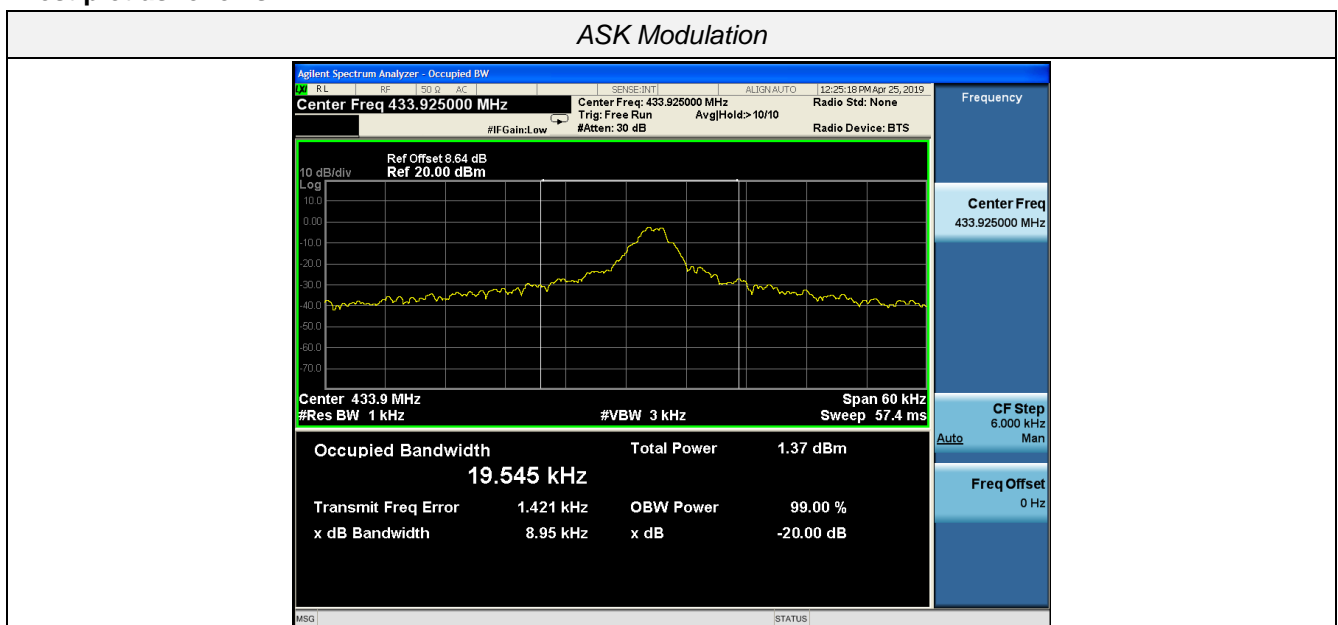 ASK Modulation
Agilent Spectrum Analyzer - Occupied BW
LXI RL RF 50 Ω AC SENSE:INT ALIGN AUTO 12:25:18 PM Apr 25, 2019
Center Freq 433.925000 MHz
#IFGain:Low
Center Freq: 433.925000 MHz
Trig: Free Run Avg|Hold:>10/10
#Atten: 30 dB
Radio Std: None
Radio Device: BTS
Frequency
Ref Offset 8.64 dB
10 dB/div Ref 20.00 dBm
Log
10.0
0.00
-10.0
-20.0
-30.0
-40.0
-50.0
-60.0
-70.0
Center 433.9 MHz Span 60 kHz
#Res BW 1 kHz #VBW 3 kHz Sweep 57.4 ms
Center Freq
433.925000 MHz
CF Step
6.000 kHz
Auto Man
Freq Offset
0 Hz
Occupied Bandwidth Total Power 1.37 dBm
19.545 kHz
Transmit Freq Error 1.421 kHz OBW Power 99.00 %
x dB Bandwidth 8.95 kHz x dB -20.00 dB
MSG STATUS